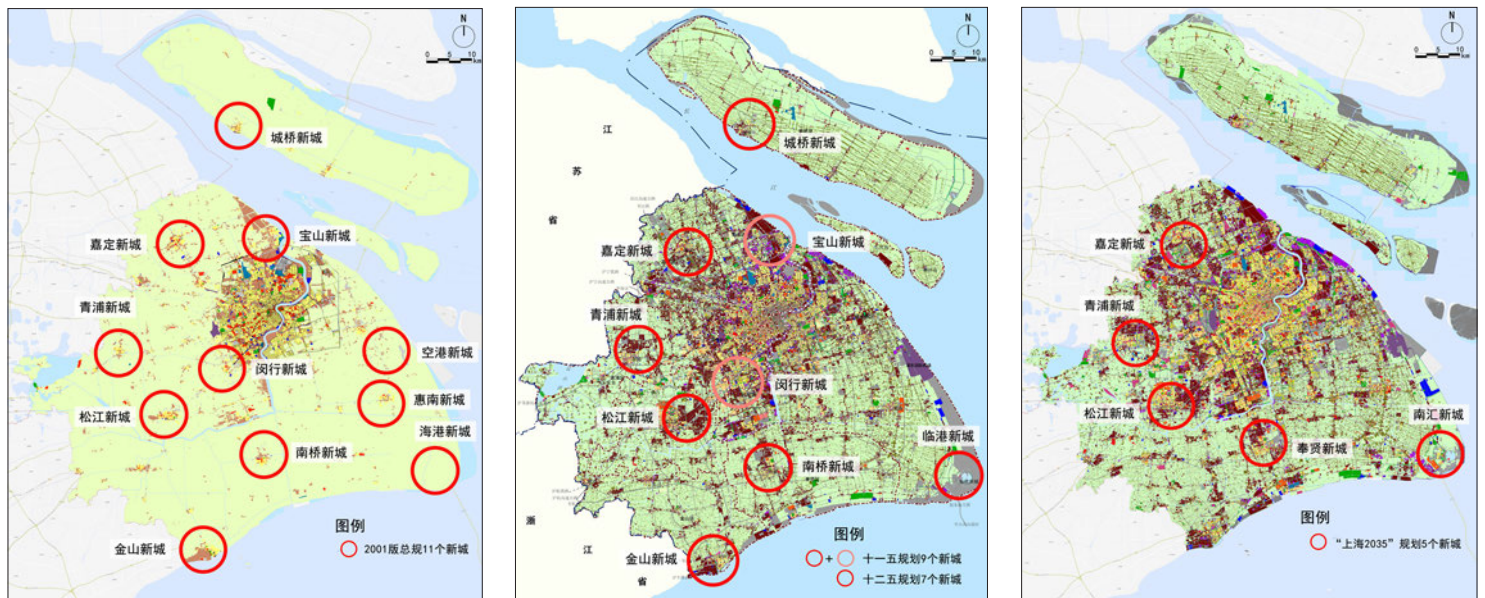 N
0 5 10
km
城桥新城
嘉定新城
宝山新城
青浦新城
空港新城
闵行新城
惠南新城
松江新城
海港新城
南桥新城
金山新城
图例
2001版总规11个新城
N
0 5 10
km
江
苏
省
城桥新城
嘉定新城
宝山新城
青浦新城
闵行新城
松江新城
临港新城
南桥新城
浙
江
省
金山新城
图例
+
十一五规划9个新城
十二五规划7个新城
N
0 5 10
km
嘉定新城
青浦新城
松江新城
南汇新城
奉贤新城
图例
“上海2035”规划5个新城